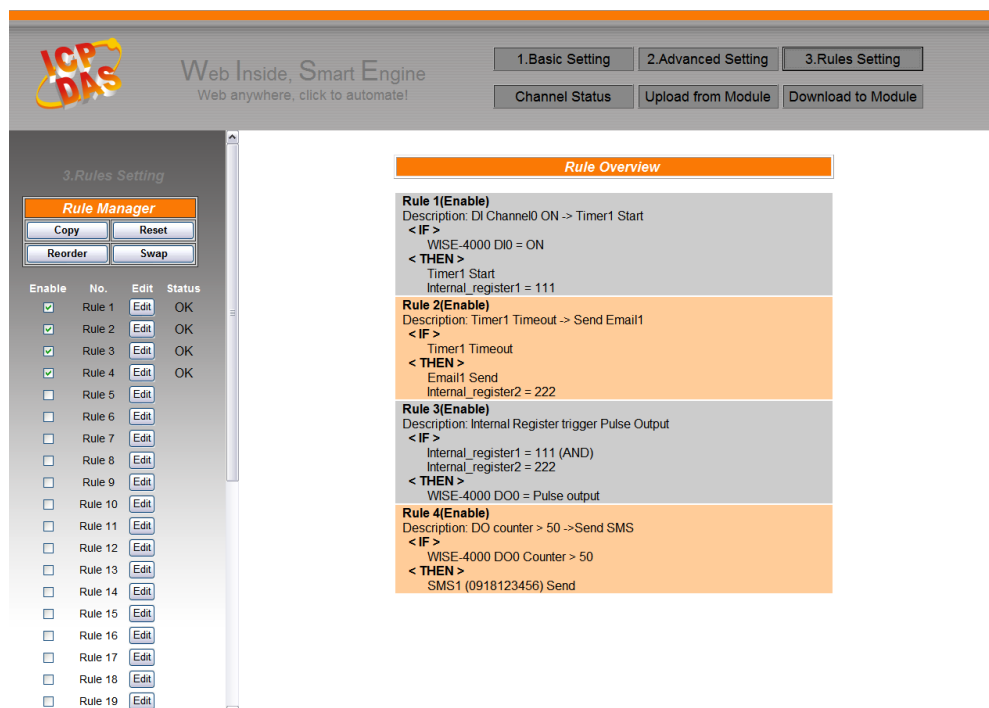 ICP DAS
Web Inside, Smart Engine
Web anywhere, click to automate!
1.Basic Setting 2.Advanced Setting 3.Rules Setting
Channel Status Upload from Module Download to Module
3.Rules Setting
Rule Manager
Copy Reset
Reorder Swap
Enable No. Edit Status
Rule 1 Edit OK
Rule 2 Edit OK
Rule 3 Edit OK
Rule 4 Edit OK
Rule 5 Edit
Rule 6 Edit
Rule 7 Edit
Rule 8 Edit
Rule 9 Edit
Rule 10 Edit
Rule 11 Edit
Rule 12 Edit
Rule 13 Edit
Rule 14 Edit
Rule 15 Edit
Rule 16 Edit
Rule 17 Edit
Rule 18 Edit
Rule 19 Edit
Rule Overview
Rule 1(Enable)
Description: DI Channel0 ON -> Timer1 Start
< IF >
WISE-4000 DI0 = ON
< THEN >
Timer1 Start
Internal_register1 = 111
Rule 2(Enable)
Description: Timer1 Timeout -> Send Email1
< IF >
Timer1 Timeout
< THEN >
Email1 Send
Internal_register2 = 222
Rule 3(Enable)
Description: Internal Register trigger Pulse Output
< IF >
Internal_register1 = 111 (AND)
Internal_register2 = 222
< THEN >
WISE-4000 DO0 = Pulse output
Rule 4(Enable)
Description: DO counter > 50 ->Send SMS
< IF >
WISE-4000 DO0 Counter > 50
< THEN >
SMS1 (0918123456) Send